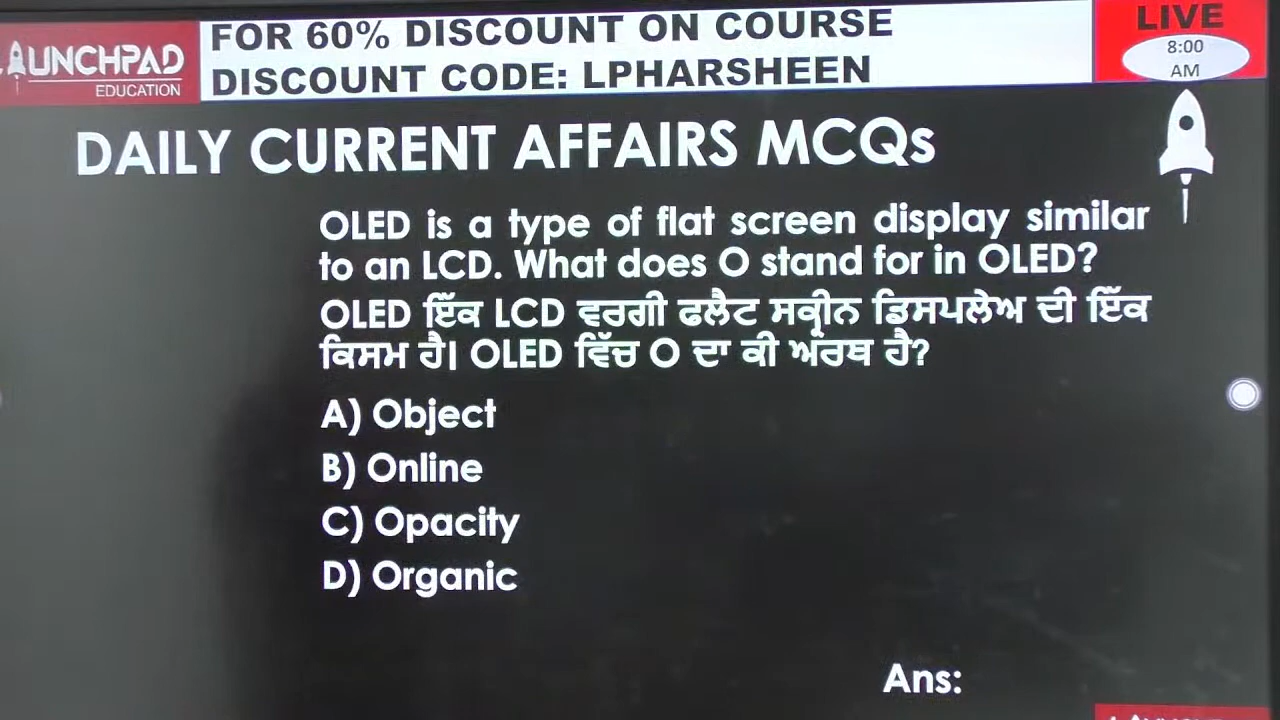 LAUNCHPAD
EDUCATION
FOR 60% DISCOUNT ON COURSE
DISCOUNT CODE: LPHARSHEEN
LIVE
8:00
AM
DAILY CURRENT AFFAIRS MCQs
OLED is a type of flat screen display similar
to an LCD. What does O stand for in OLED?
OLED ਇੱਕ LCD ਵਰਗੀ ਫਲੈਟ ਸਕ੍ਰੀਨ ਡਿਸਪਲੇਅ ਦੀ ਇੱਕ
ਕਿਸਮ ਹੈ। OLED ਵਿੱਚ O ਦਾ ਕੀ ਅਰਥ ਹੈ?
A) Object
B) Online
C) Opacity
D) Organic
Ans: